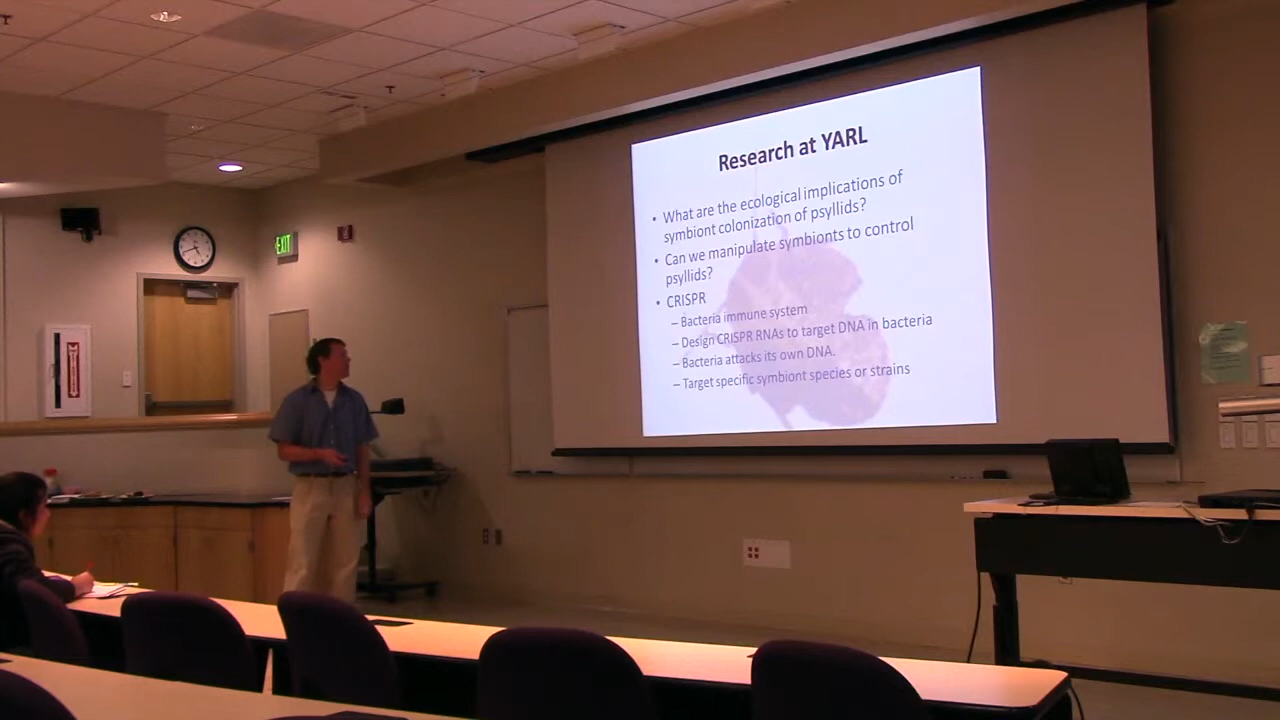 Research at YARL
• What are the ecological implications of
symbiont colonization of psyllids?
• Can we manipulate symbionts to control
psyllids?
• CRISPR
– Bacteria immune system
– Design CRISPR RNAs to target DNA in bacteria
– Bacteria attacks its own DNA.
– Target specific symbiont species or strains
EXIT